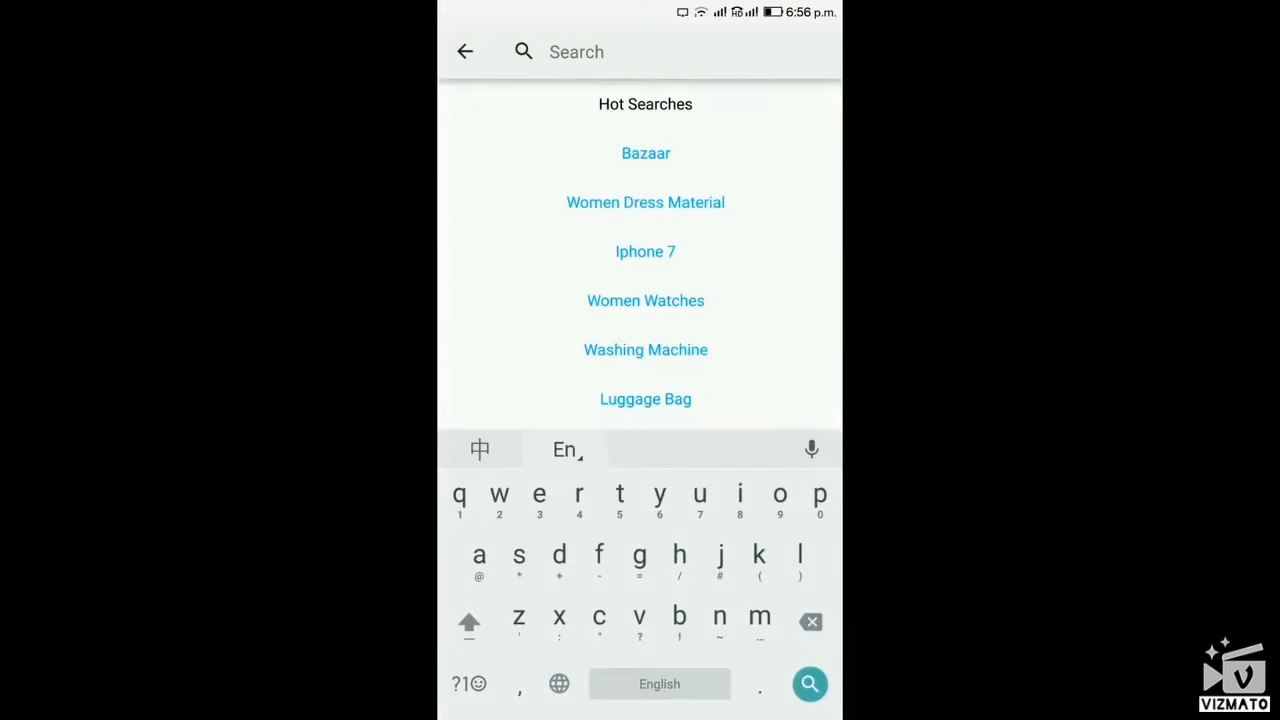 HD 6:56 p.m.
Search
Hot Searches
Bazaar
Women Dress Material
Iphone 7
Women Watches
Washing Machine
Luggage Bag
中 En
q w e r t y u i o p
1 2 3 4 5 6 7 8 9 0
a s d f g h j k l
@ * + - = / # ( )
z x c v b n m
' : " ? ! ~ ...
?1☺ , English .
V
VIZMATO